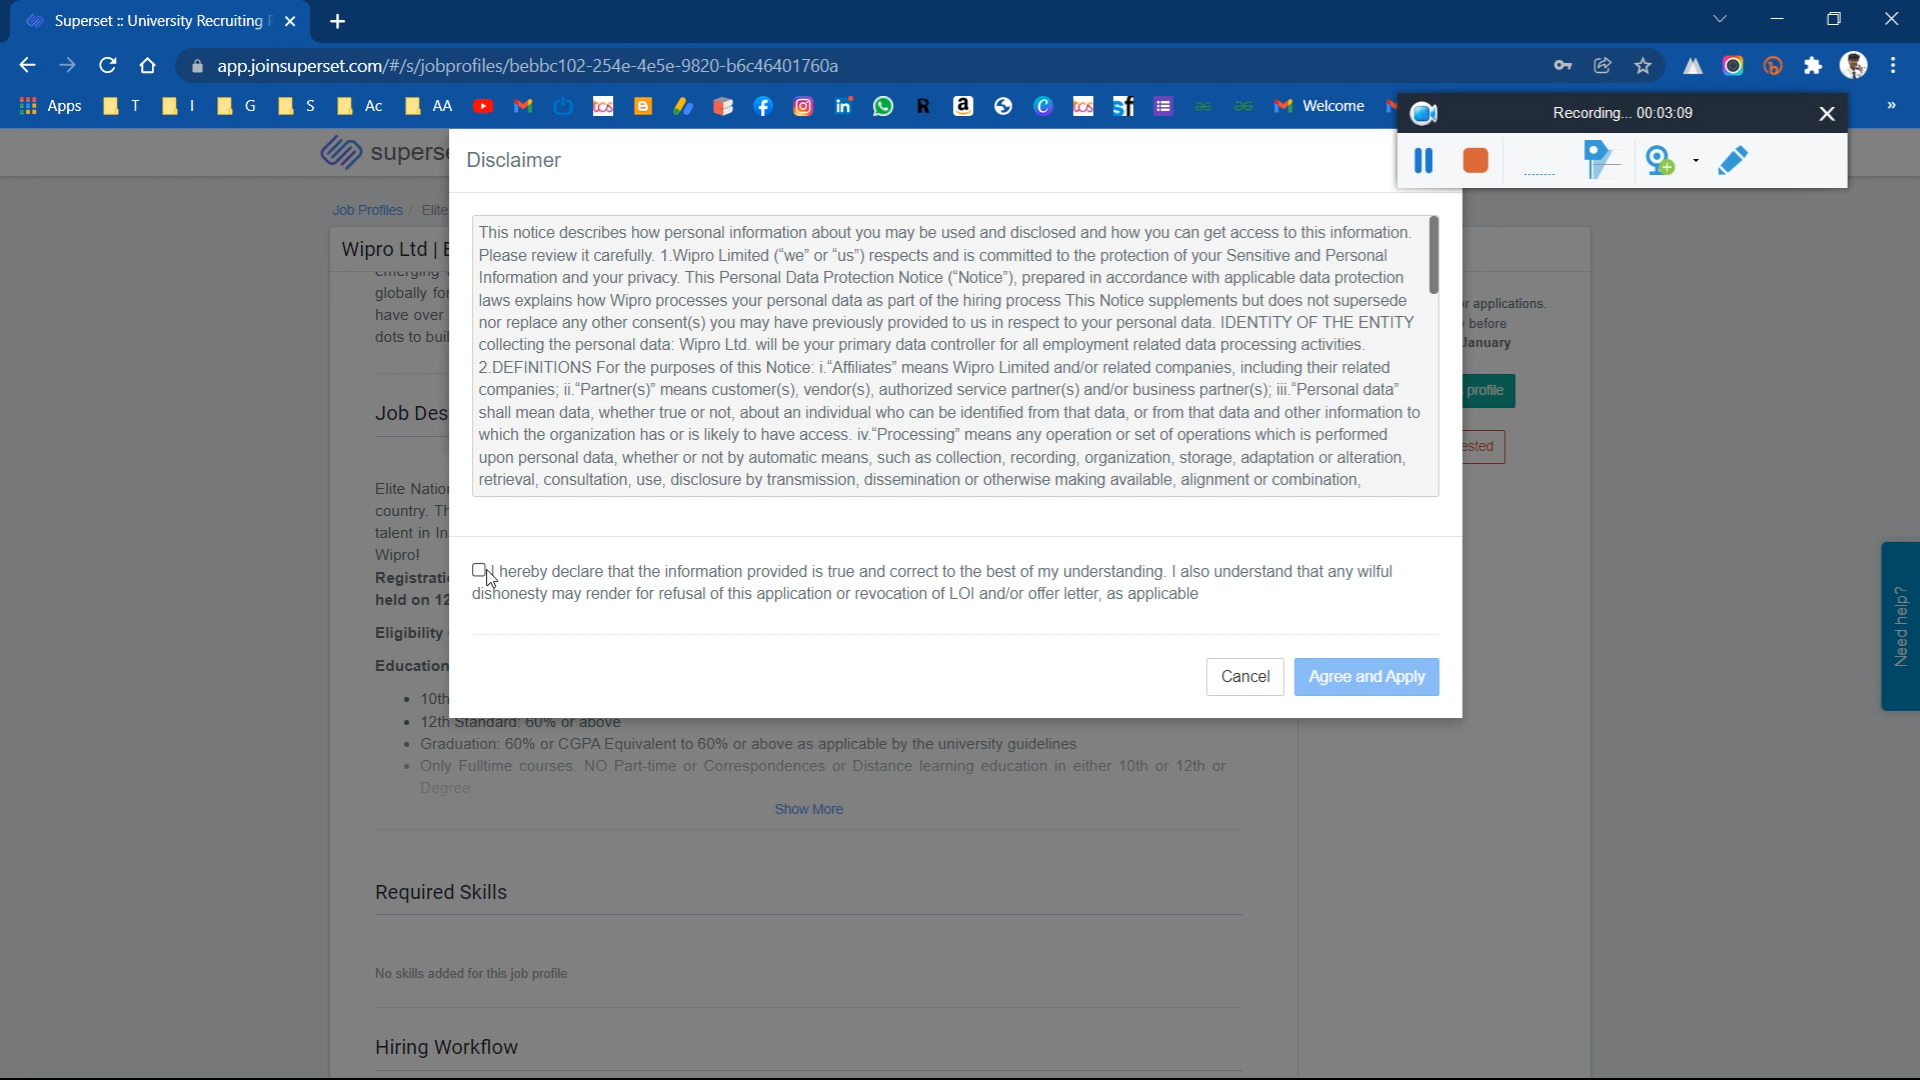 Superset :: University Recruiting
app.joinsuperset.com/#/s/jobprofiles/bebbc102-254e-4e5e-9820-b6c46401760a
Apps T I G S Ac AA Welcome »
Recording... 00:03:09
superse
Disclaimer
Job Profiles / Elite
Wipro Ltd |
globally for
have over
dots to buil
This notice describes how personal information about you may be used and disclosed and how you can get access to this information.
Please review it carefully. 1.Wipro Limited (“we” or “us”) respects and is committed to the protection of your Sensitive and Personal
Information and your privacy. This Personal Data Protection Notice (“Notice”), prepared in accordance with applicable data protection
laws explains how Wipro processes your personal data as part of the hiring process This Notice supplements but does not supersede
nor replace any other consent(s) you may have previously provided to us in respect to your personal data. IDENTITY OF THE ENTITY
collecting the personal data: Wipro Ltd. will be your primary data controller for all employment related data processing activities.
2.DEFINITIONS For the purposes of this Notice: i.“Affiliates” means Wipro Limited and/or related companies, including their related
companies; ii.“Partner(s)” means customer(s), vendor(s), authorized service partner(s) and/or business partner(s); iii.“Personal data”
shall mean data, whether true or not, about an individual who can be identified from that data, or from that data and other information to
which the organization has or is likely to have access. iv.“Processing” means any operation or set of operations which is performed
upon personal data, whether or not by automatic means, such as collection, recording, organization, storage, adaptation or alteration,
retrieval, consultation, use, disclosure by transmission, dissemination or otherwise making available, alignment or combination,
r applications.
before
January
profile
ested
Job Des
Elite Nation
country. Th
talent in In
Wipro!
Registrati
held on 12
Eligibility
Education
I hereby declare that the information provided is true and correct to the best of my understanding. I also understand that any wilful
dishonesty may render for refusal of this application or revocation of LOI and/or offer letter, as applicable
Cancel
Agree and Apply
Need help?
• 10th
• 12th Standard: 60% or above
• Graduation: 60% or CGPA Equivalent to 60% or above as applicable by the university guidelines
• Only Fulltime courses. NO Part-time or Correspondences or Distance learning education in either 10th or 12th or
Degree
Show More
Required Skills
No skills added for this job profile
Hiring Workflow